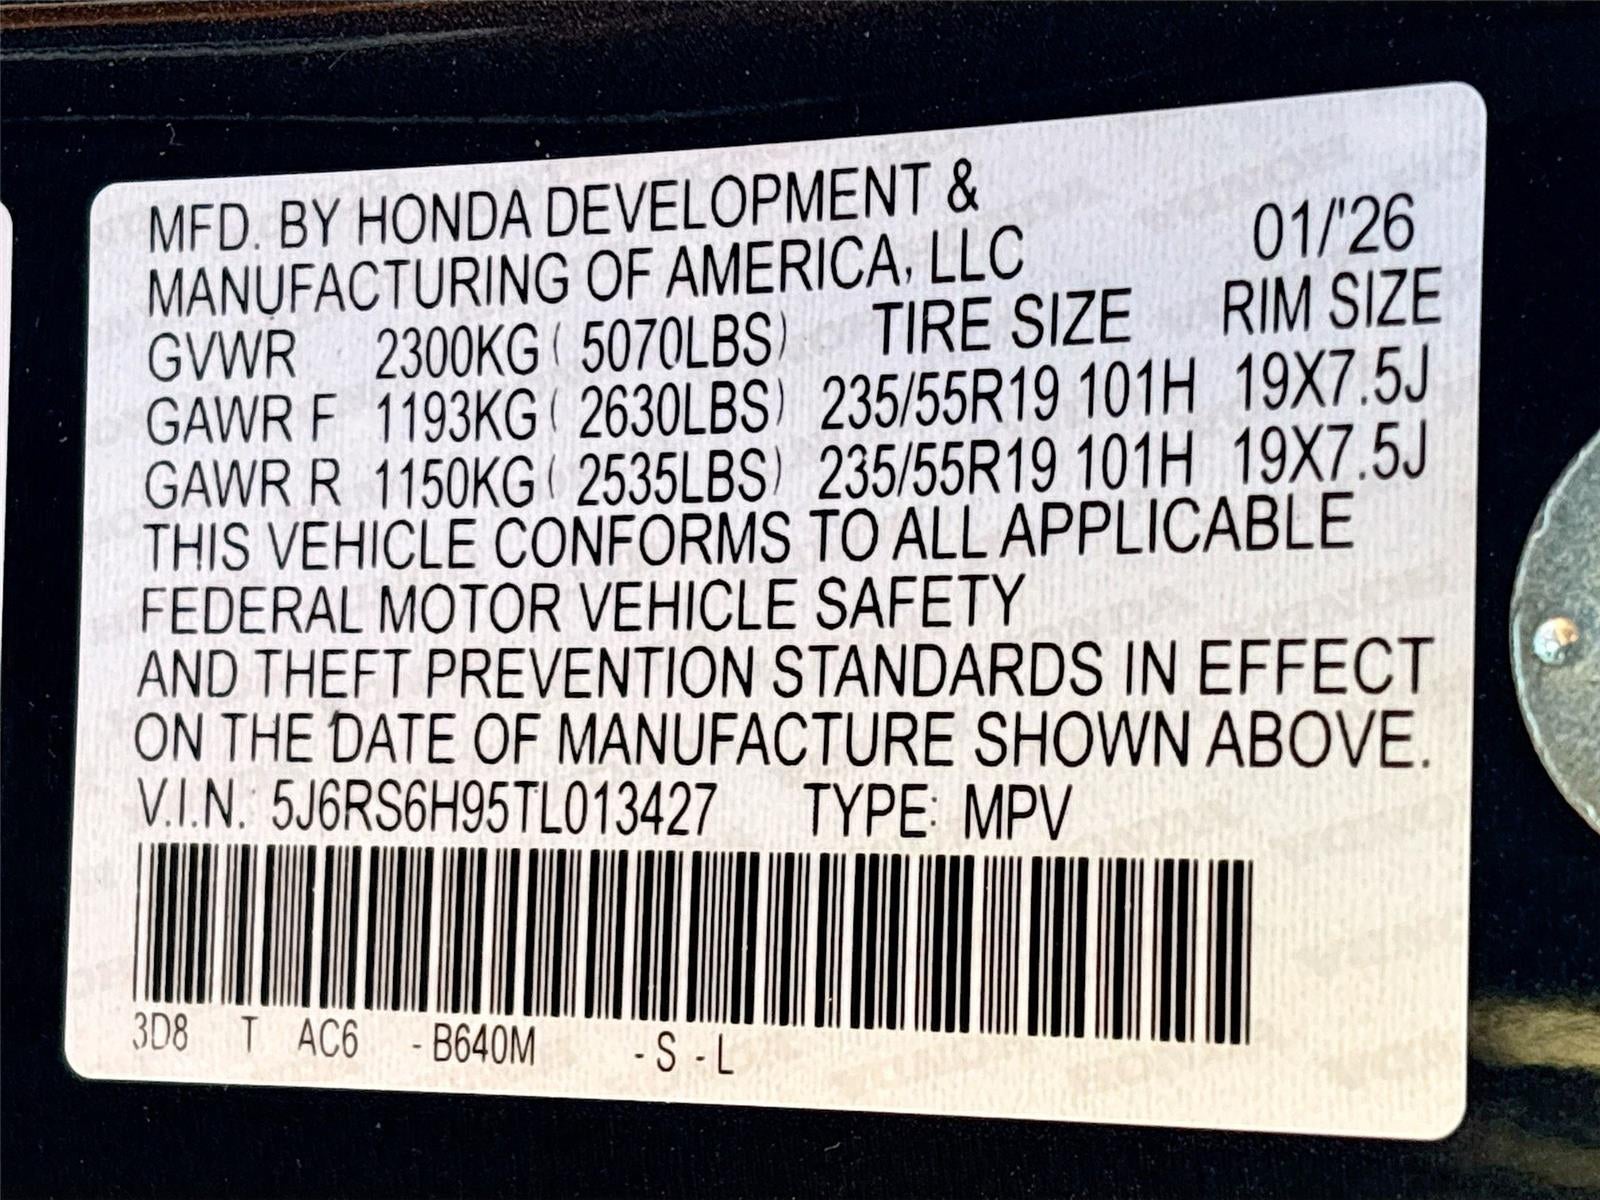 MFD. BY HONDA DEVELOPMENT &
MANUFACTURING OF AMERICA, LLC 01/'26
GVWR 2300KG ( 5070LBS) TIRE SIZE RIM SIZE
GAWR F 1193KG ( 2630LBS) 235/55R19 101H 19X7.5J
GAWR R 1150KG ( 2535LBS) 235/55R19 101H 19X7.5J
THIS VEHICLE CONFORMS TO ALL APPLICABLE
FEDERAL MOTOR VEHICLE SAFETY
AND THEFT PREVENTION STANDARDS IN EFFECT
ON THE DATE OF MANUFACTURE SHOWN ABOVE.
V.I.N.: 5J6RS6H95TL013427 TYPE: MPV
3D8 T AC6 -B640M -S -L